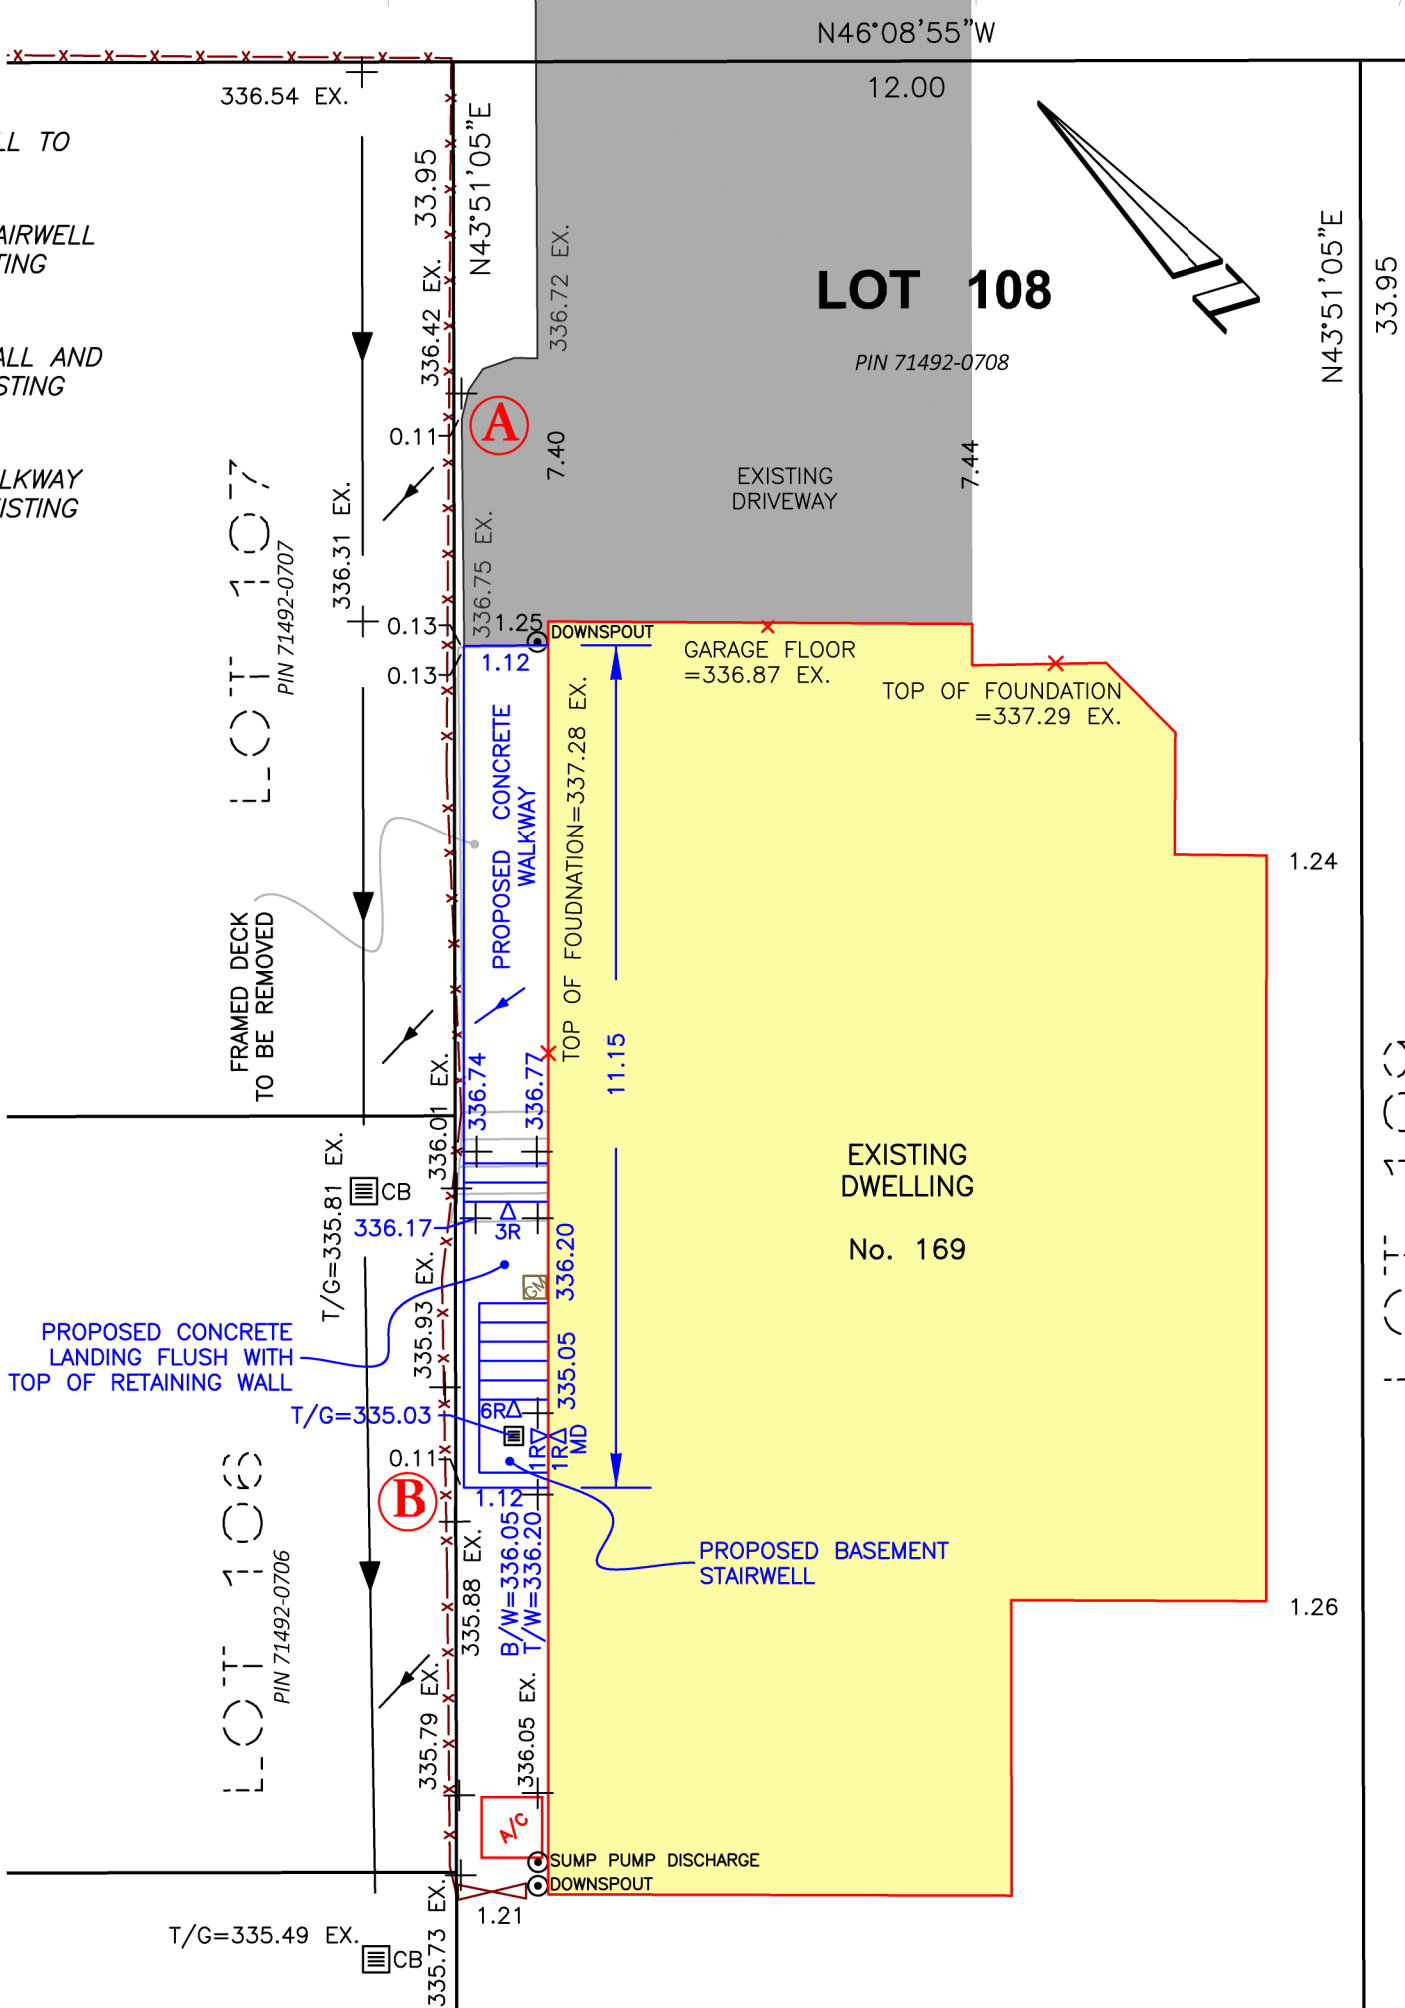 N46°08'55"W
12.00
336.54 EX.
LL TO
AIRWELL
TING
ALL AND
STING
LKWAY
ISTING
33.95
N43°51'05"E
336.42 EX.
336.72 EX.
LOT 108
PIN 71492-0708
N43°51'05"E
33.95
A
0.11
7.40
7.44
EXISTING
DRIVEWAY
LOT 107
PIN 71492-0707
336.31 EX.
336.75 EX.
0.13
1.25
DOWNSPOUT
0.13
1.12
GARAGE FLOOR
=336.87 EX.
TOP OF FOUNDATION
=337.29 EX.
PROPOSED CONCRETE
WALKWAY
TOP OF FOUDNATION=337.28 EX.
1.24
FRAMED DECK
TO BE REMOVED
11.15
336.01 EX.
336.74
336.77
EXISTING
DWELLING
No. 169
T/G=335.81 EX.
CB
336.17
3R
336.20
GM
335.93 EX.
PROPOSED CONCRETE
LANDING FLUSH WITH
TOP OF RETAINING WALL
335.05
T/G=335.03
6R
1R
1R
MD
0.11
B
1.12
LOT 106
PIN 71492-0706
335.88 EX.
B/W=336.05
T/W=336.20
PROPOSED BASEMENT
STAIRWELL
1.26
335.79 EX.
336.05 EX.
A/C
SUMP PUMP DISCHARGE
DOWNSPOUT
1.21
T/G=335.49 EX.
CB
335.73 EX.